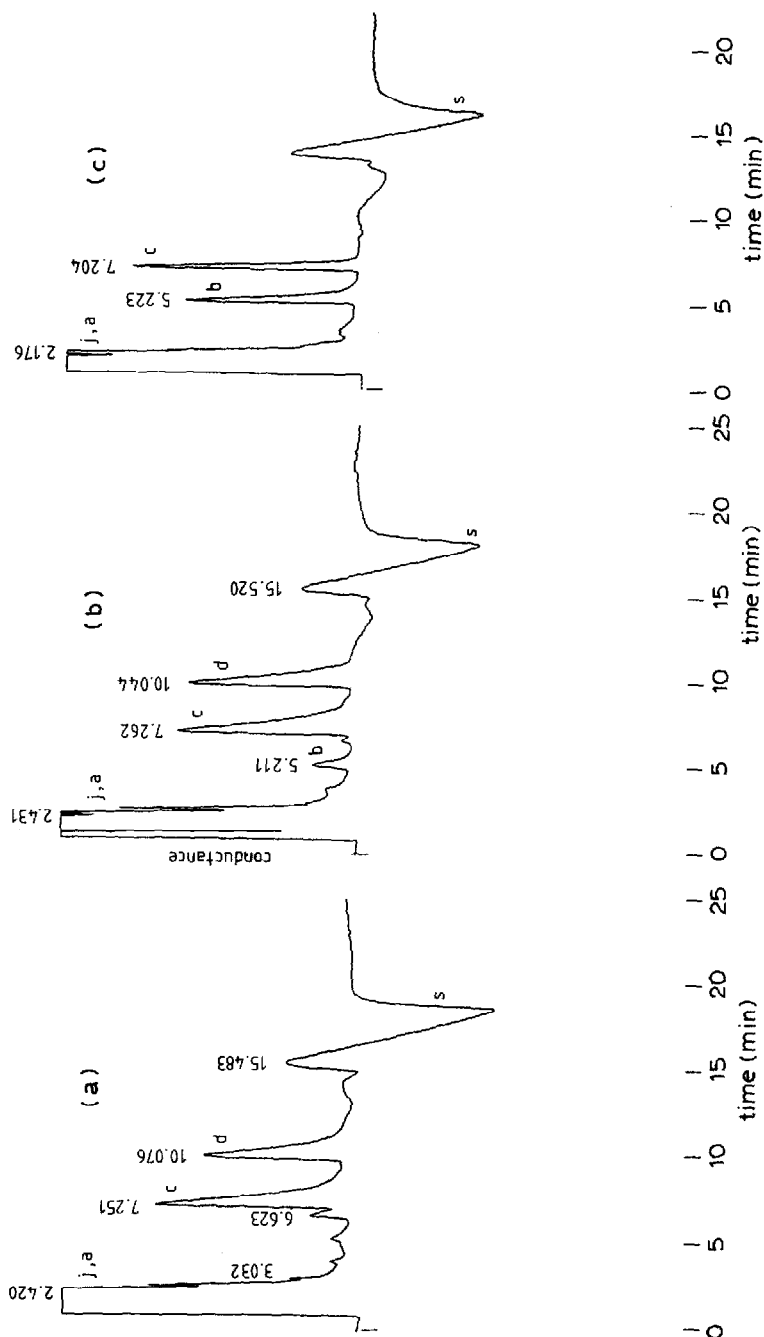 (a)
2.420
j,a
3.032
6.623
7.251
c
10.076
d
15.483
s
0 5 10 15 20 25
time (min)
(b)
conductance
2.431
j,a
5.211
b
7.262
c
10.044
d
15.520
s
0 5 10 15 20 25
time (min)
(c)
2.176
j,a
5.223
b
7.204
c
s
0 5 10 15 20
time (min)